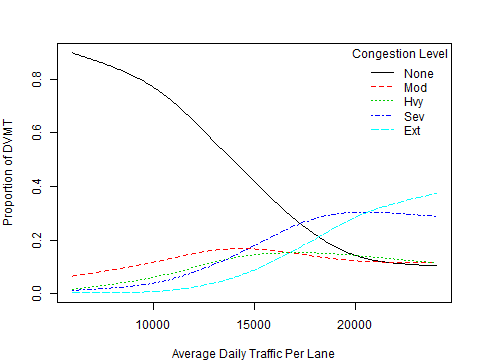 Congestion Level
None
Mod
Hvy
Sev
Ext
Proportion of DVMT
0.8
0.6
0.4
0.2
0.0
10000 15000 20000
Average Daily Traffic Per Lane